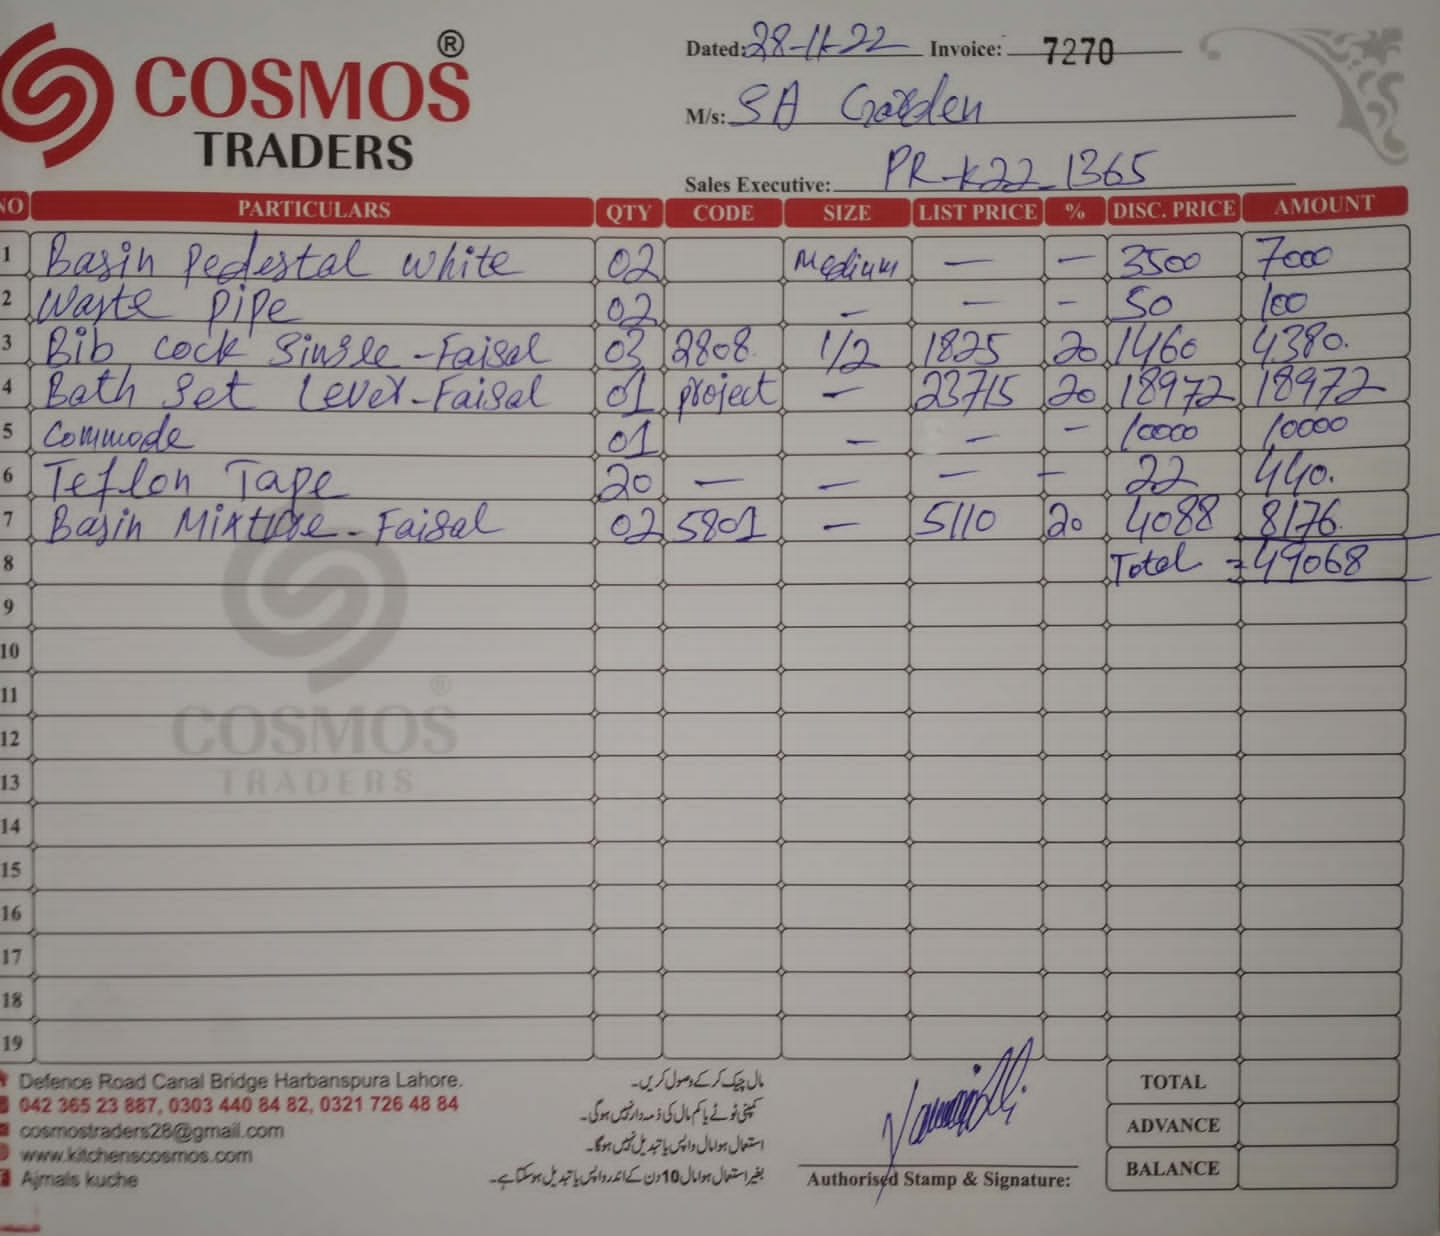 COSMOS ®
TRADERS
Dated: 28-11-22 Invoice: 7270
M/s: SA Garden
Sales Executive: PR-K22-1365
NO PARTICULARS QTY CODE SIZE LIST PRICE % DISC. PRICE AMOUNT
1 Basin Pedestal White 02 Medium — — 3500 7000
2 Waste Pipe 02 — — — 50 100
3 Bib Cock Single-Faisal 03 2808 1/2 1825 20 1460 4380.
4 Bath Set Lever-Faisal 01 project — 23715 20 18972 18972
5 Commode 01 — — — 10000 10000
6 Teflon Tape 20 — — — — 22 440.
7 Basin Mixture-Faisal 02 5801 — 5110 20 4088 8176.
8 Total = 49068
9
10
11
12
13
14
15
16
17
18
19
COSMOS ®
TRADERS
Defence Road Canal Bridge Harbanspura Lahore.
042 365 23 887, 0303 440 84 82, 0321 726 48 84
cosmostraders28@gmail.com
www.kitchenscosmos.com
Ajmals kuche
مال چیک کر کے وصول کریں۔
کمپنی ٹوٹے یا کم مال کی ذمہ دار نہیں ہوگی۔
استعمال ہوا مال واپس یا تبدیل نہیں ہوگا۔
بغیر استعمال ہوا مال 10 دن کے اندر واپس یا تبدیل ہو سکتا ہے۔
Authorised Stamp & Signature:
TOTAL
ADVANCE
BALANCE